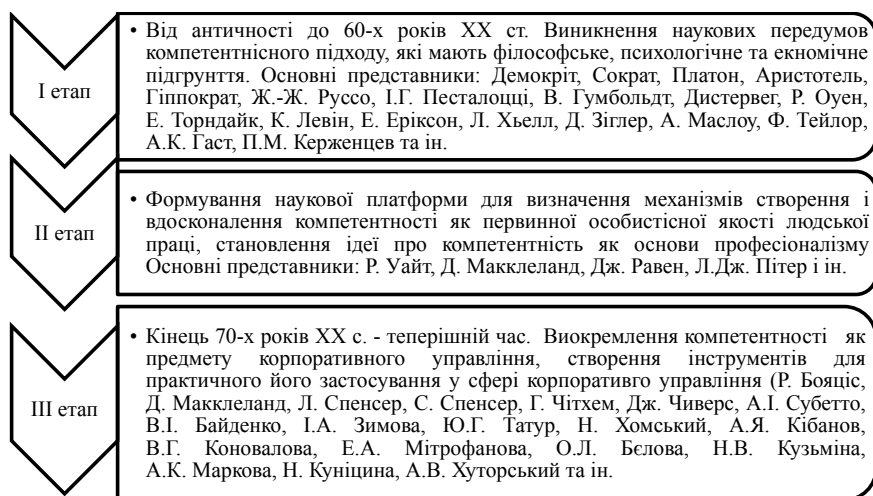 І етап
• Від античності до 60-х років XX ст. Виникнення наукових передумов
компетентнісного підходу, які мають філософське, психологічне та екномічне
підгрунття. Основні представники: Демокріт, Сократ, Платон, Аристотель,
Гіппократ, Ж.-Ж. Руссо, І.Г. Песталоцці, В. Гумбольдт, Дистервег, Р. Оуен,
Е. Торндайк, К. Левін, Е. Еріксон, Л. Хьелл, Д. Зіглер, А. Маслоу, Ф. Тейлор,
А.К. Гаст, П.М. Керженцев та ін.
ІІ етап
• Формування наукової платформи для визначення механізмів створення і
вдосконалення компетентності як первинної особистісної якості людської
праці, становлення ідеї про компетентність як основи професіоналізму
Основні представники: Р. Уайт, Д. Макклеланд, Дж. Равен, Л.Дж. Пітер і ін.
ІІІ етап
• Кінець 70-х років XX с. - теперішній час. Виокремлення компетентності як
предмету корпоративного управління, створення інструментів для
практичного його застосування у сфері корпоративго управління (Р. Бояціс,
Д. Макклеланд, Л. Спенсер, С. Спенсер, Г. Чітхем, Дж. Чиверс, А.І. Субетто,
В.І. Байденко, І.А. Зимова, Ю.Г. Татур, Н. Хомський, А.Я. Кібанов,
В.Г. Коновалова, Е.А. Мітрофанова, О.Л. Бєлова, Н.В. Кузьміна,
А.К. Маркова, Н. Куніцина, А.В. Хуторський та ін.